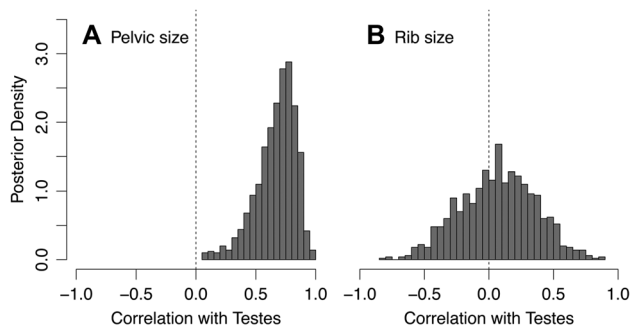 A Pelvic size
B Rib size
Posterior Density
0.0 1.0 2.0 3.0
−1.0 −0.5 0.0 0.5 1.0
−1.0 −0.5 0.0 0.5 1.0
Correlation with Testes
Correlation with Testes